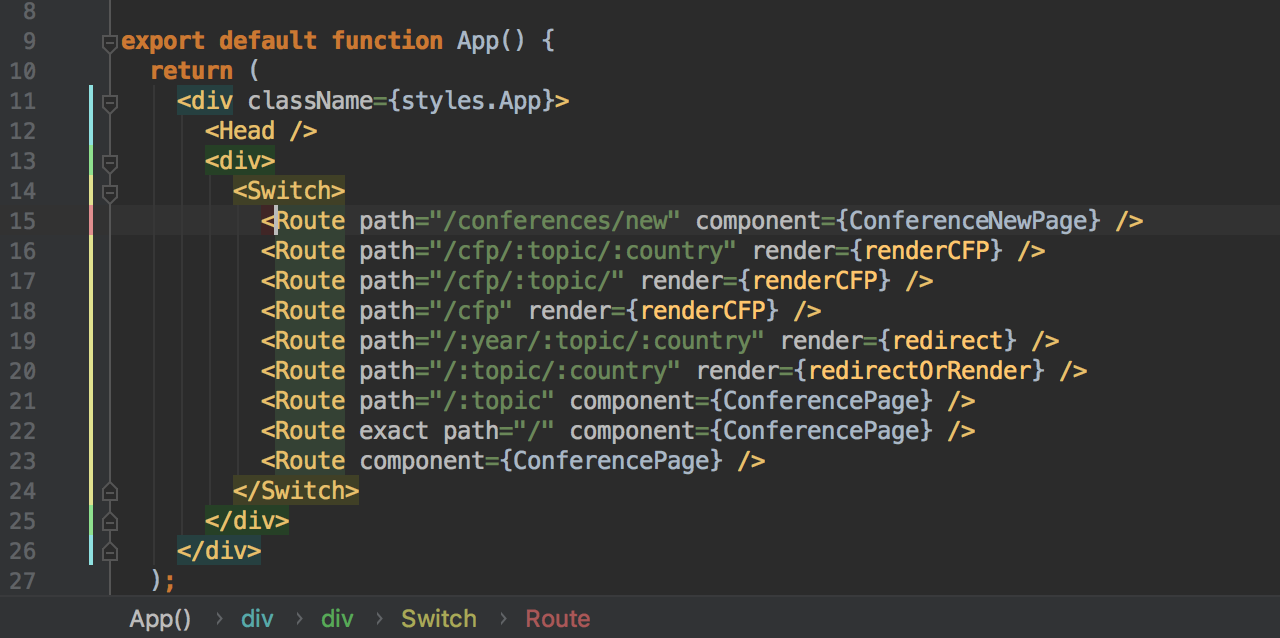 8
9 export default function App() {
10 return (
11 <div className={styles.App}>
12 <Head />
13 <div>
14 <Switch>
15 <Route path="/conferences/new" component={ConferenceNewPage} />
16 <Route path="/cfp/:topic/:country" render={renderCFP} />
17 <Route path="/cfp/:topic/" render={renderCFP} />
18 <Route path="/cfp" render={renderCFP} />
19 <Route path="/:year/:topic/:country" render={redirect} />
20 <Route path="/:topic/:country" render={redirectOrRender} />
21 <Route path="/:topic" component={ConferencePage} />
22 <Route exact path="/" component={ConferencePage} />
23 <Route component={ConferencePage} />
24 </Switch>
25 </div>
26 </div>
27 );
App() › div › div › Switch › Route